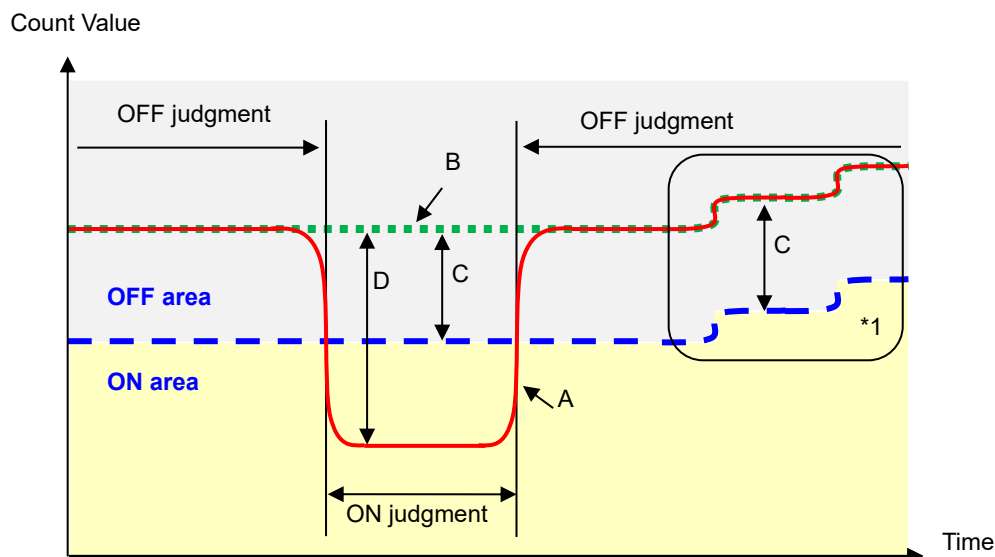 Count Value
OFF judgment
OFF judgment
B
D
C
C
OFF area
*1
ON area
A
ON judgment
Time